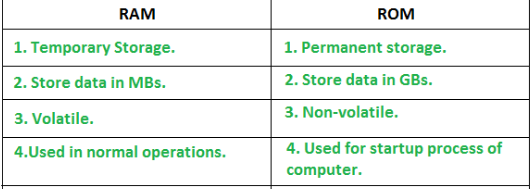 RAM ROM
1. Temporary Storage. 1. Permanent storage.
2. Store data in MBs. 2. Store data in GBs.
3. Volatile. 3. Non-volatile.
4.Used in normal operations. 4. Used for startup process of
computer.